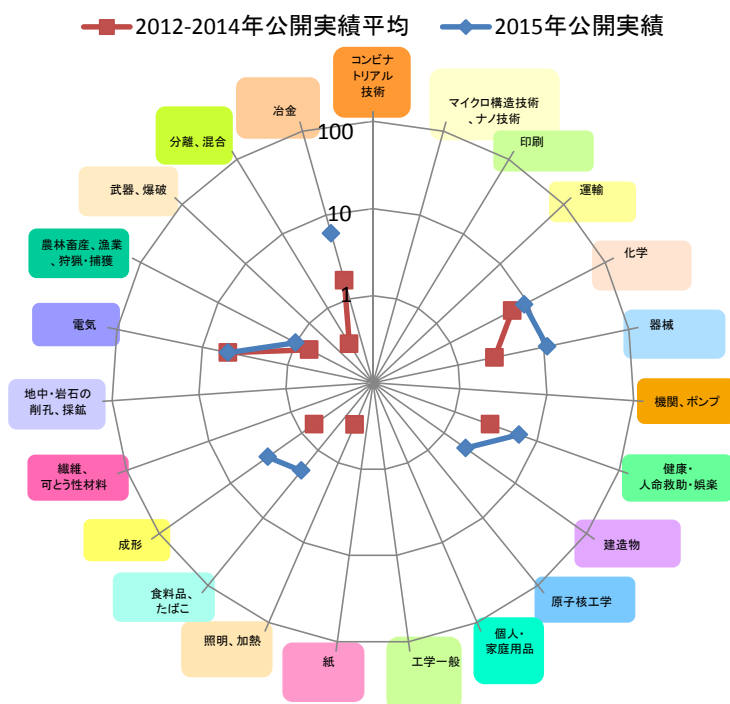 2012-2014年公開実績平均
2015年公開実績
コンビナ
トリアル
技術
マイクロ構造技術
、ナノ技術
印刷
運輸
化学
器械
機関、ポンプ
健康・
人命救助・娯楽
建造物
原子核工学
個人・
家庭用品
工学一般
紙
照明、加熱
食料品、
たばこ
成形
繊維、
可とう性材料
地中・岩石の
削孔、採鉱
電気
農林畜産、漁業
、狩猟・捕獲
武器、爆破
分離、混合
冶金
100
10
1